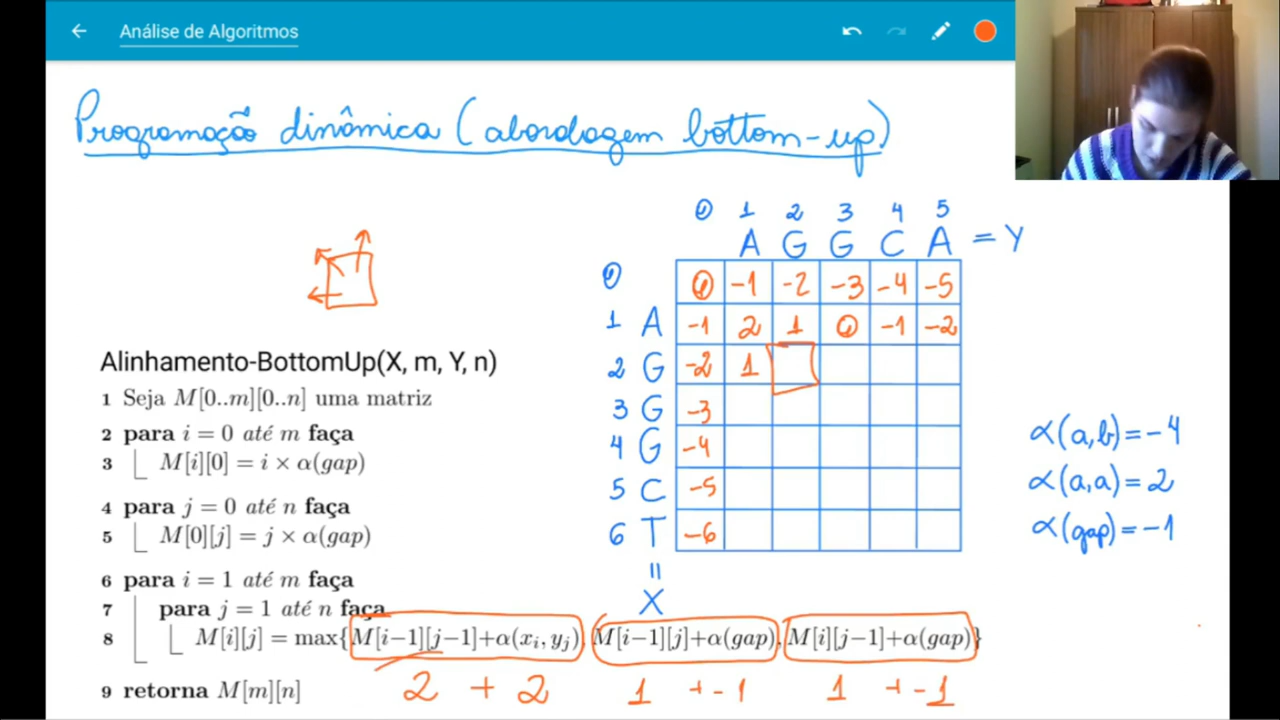 Análise de Algoritmos
Programação dinâmica (abordagem bottom-up)
0 1 2 3 4 5
A G G C A = Y
0 0 -1 -2 -3 -4 -5
1 A -1 2 1 0 -1 -2
2 G -2 1
3 G -3
4 G -4
5 C -5
6 T -6
=
X
α(a,b)=-4
α(a,a)=2
α(gap)=-1
Alinhamento-BottomUp(X, m, Y, n)
1 Seja M[0..m][0..n] uma matriz
2 para i = 0 até m faça
3 M[i][0] = i × α(gap)
4 para j = 0 até n faça
5 M[0][j] = j × α(gap)
6 para i = 1 até m faça
7 para j = 1 até n faça
8 M[i][j] = max{M[i−1][j−1]+α(xi, yj), M[i−1][j]+α(gap), M[i][j−1]+α(gap)}
2 + 2 1 + -1 1 + -1
9 retorna M[m][n]